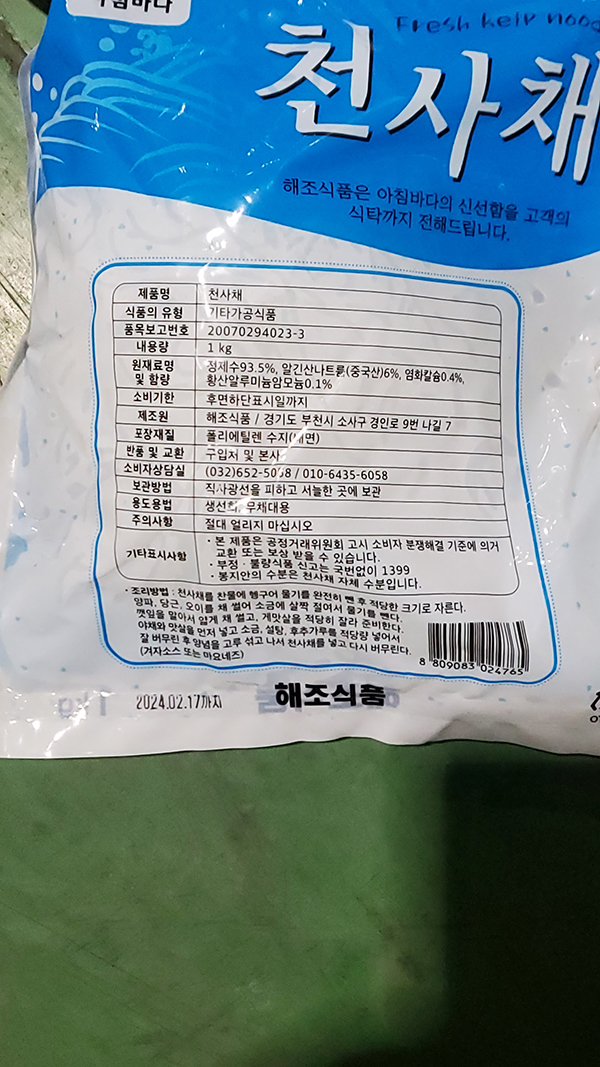 아침바다
Fresh kelp nood
천사채
해조식품은 아침바다의 신선함을 고객의
식탁까지 전해드립니다.
제품명 천사채
식품의 유형 기타가공식품
품목보고번호 20070294023-3
내용량 1 kg
원재료명 및 함량 정제수93.5%, 알긴산나트륨(중국산)6%, 염화칼슘0.4%,
황산알루미늄암모늄0.1%
소비기한 후면하단표시일까지
제조원 해조식품 / 경기도 부천시 소사구 경인로 9번 나길 7
포장재질 폴리에틸렌 수지(내면)
반품 및 교환 구입처 및 본사
소비자상담실 (032)652-5098 / 010-6435-6058
보관방법 직사광선을 피하고 서늘한 곳에 보관
용도용법 생선회, 무채대용
주의사항 절대 얼리지 마십시오
기타표시사항 · 본 제품은 공정거래위원회 고시 소비자 분쟁해결 기준에 의거
교환 또는 보상 받을 수 있습니다.
· 부정 · 불량식품 신고는 국번없이 1399
· 봉지안의 수분은 천사채 자체 수분입니다.
· 조리방법 : 천사채를 찬물에 헹구어 물기를 완전히 뺀 후 적당한 크기로 자른다.
양파, 당근, 오이를 채 썰어 소금에 살짝 절여서 물기를 뺀다.
깻잎을 말아서 얇게 채 썰고, 게맛살을 적당히 잘라 준비한다.
야채와 맛살을 먼저 넣고 소금, 설탕, 후추가루를 적당량 넣어서
잘 버무린 후 양념을 고루 섞고 나서 천사채를 넣고 다시 버무린다.
(겨자소스 또는 마요네즈)
8 809083 024765
2024.02.17까지
해조식품